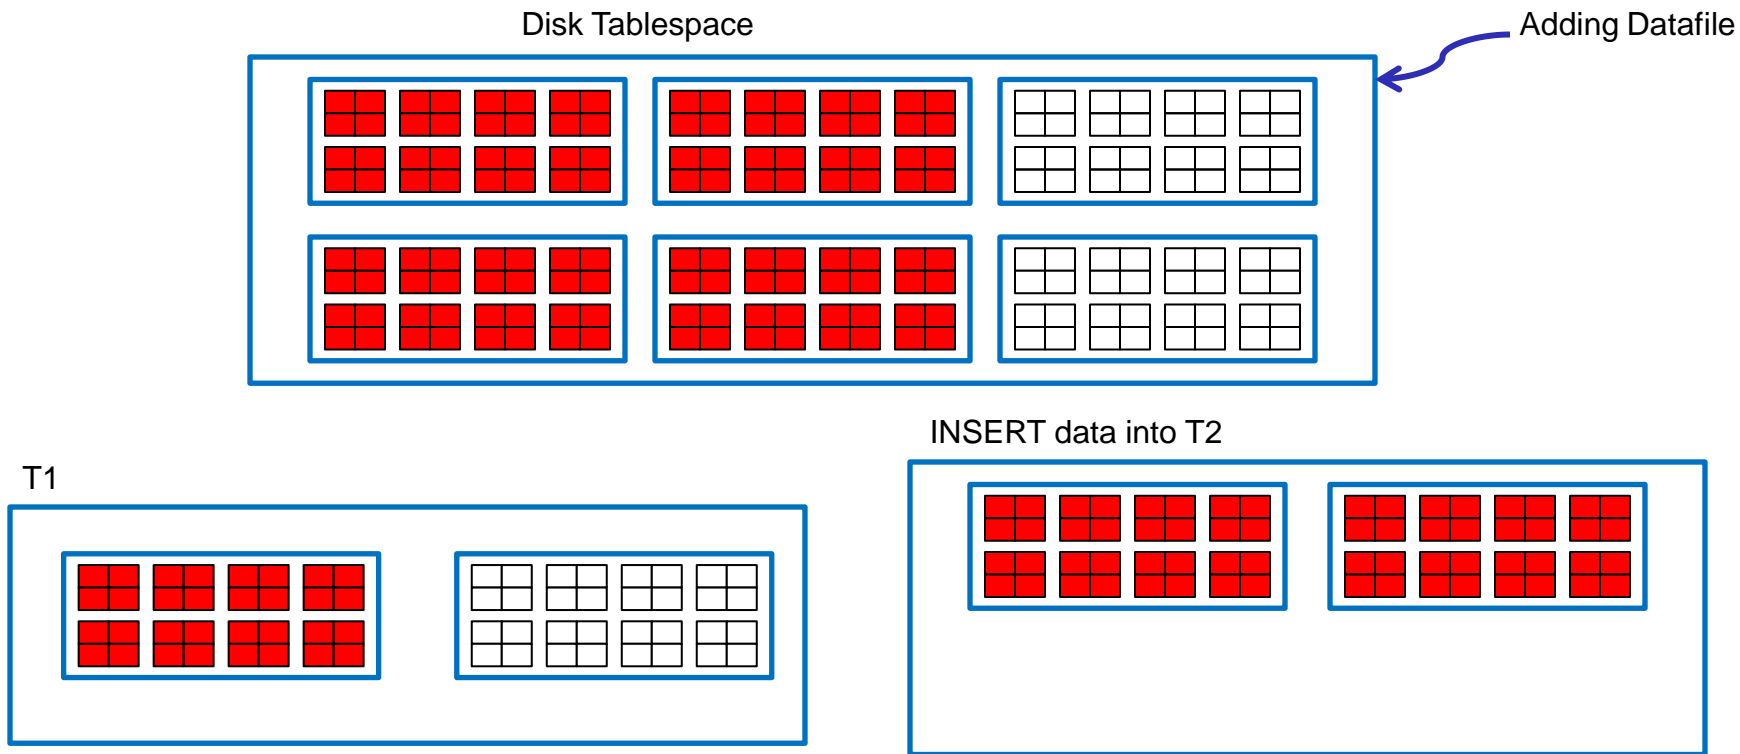 Disk Tablespace
Adding Datafile
INSERT data into T2
T1